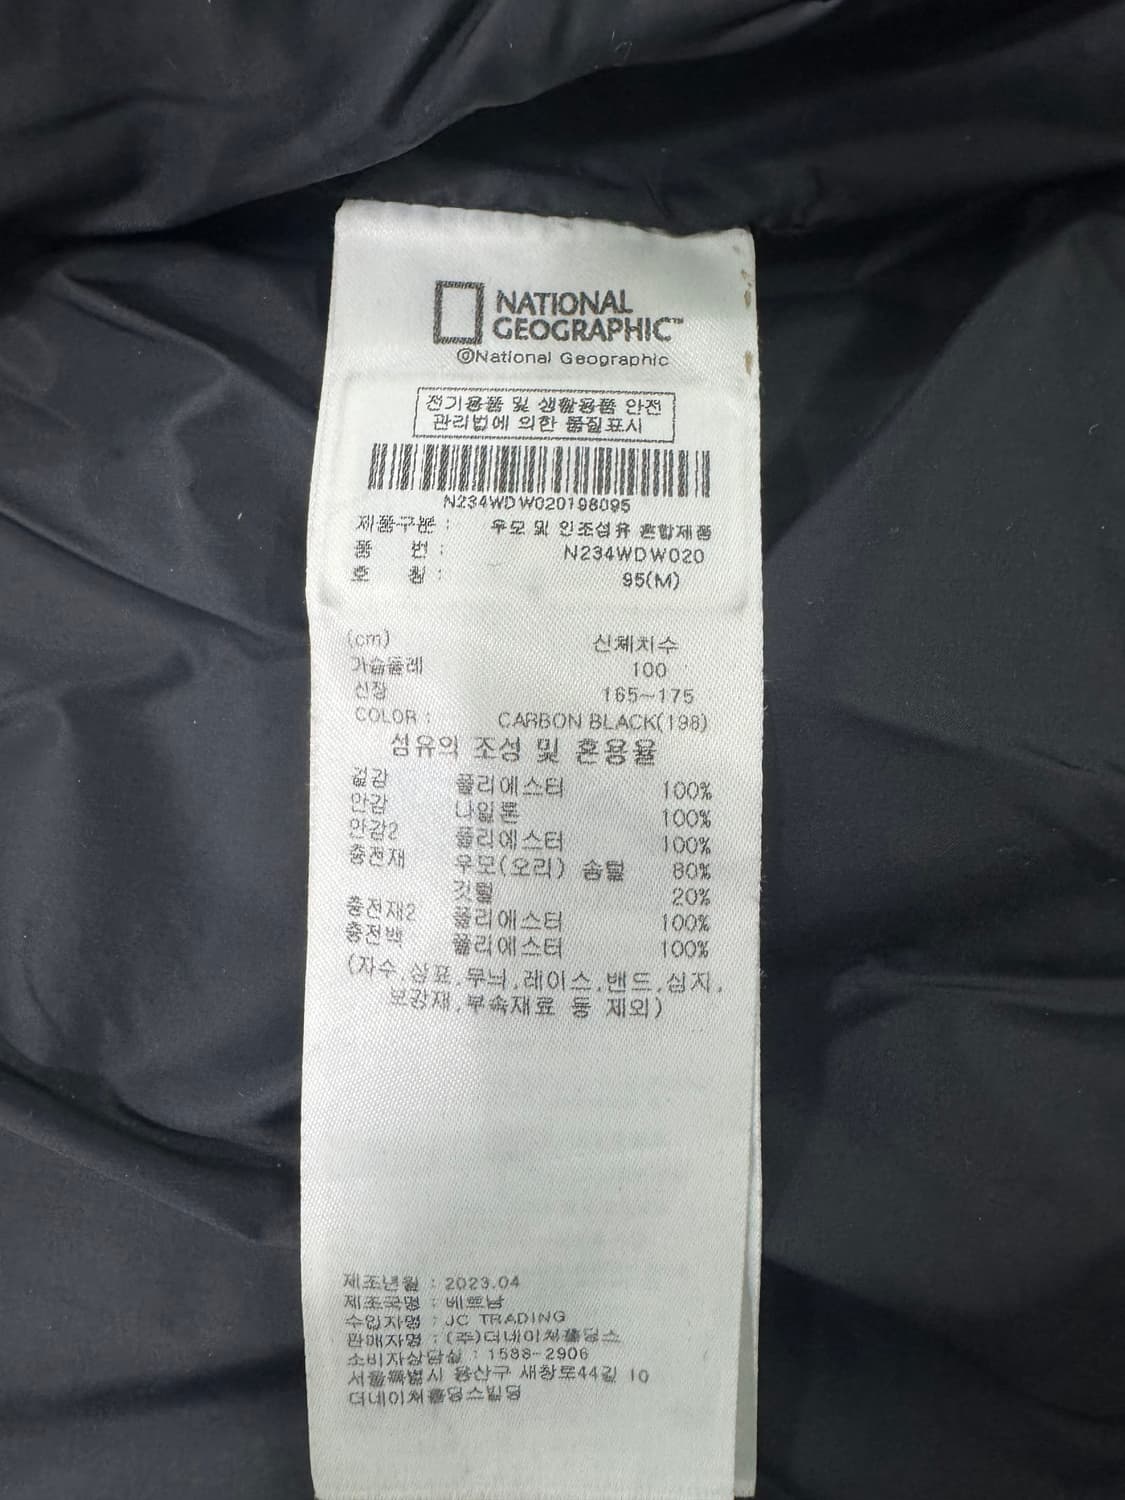 NATIONAL
GEOGRAPHIC™
©National Geographic
전기용품 및 생활용품 안전
관리법에 의한 품질표시
N234WDW020198095
제품구분 : 우모 및 인조섬유 혼합제품
품 번 : N234WDW020
호 칭 : 95(M)
(cm) 신체치수
가슴둘레 100
신장 165~175
COLOR : CARBON BLACK(198)
섬유의 조성 및 혼용율
겉감 폴리에스터 100%
안감 나일론 100%
안감2 폴리에스터 100%
충전재 우모(오리) 솜털 80%
깃털 20%
충전재2 폴리에스터 100%
충전백 폴리에스터 100%
(자수,상표,무늬,레이스,밴드,심지,
보강재,부속재료 등 제외)
제조년월 : 2023.04
제조국명 : 베트남
수입자명 : JC TRADING
판매자명 : (주)더네이쳐홀딩스
소비자상담실 : 1588-2906
서울특별시 용산구 새창로44길 10
더네이쳐홀딩스빌딩